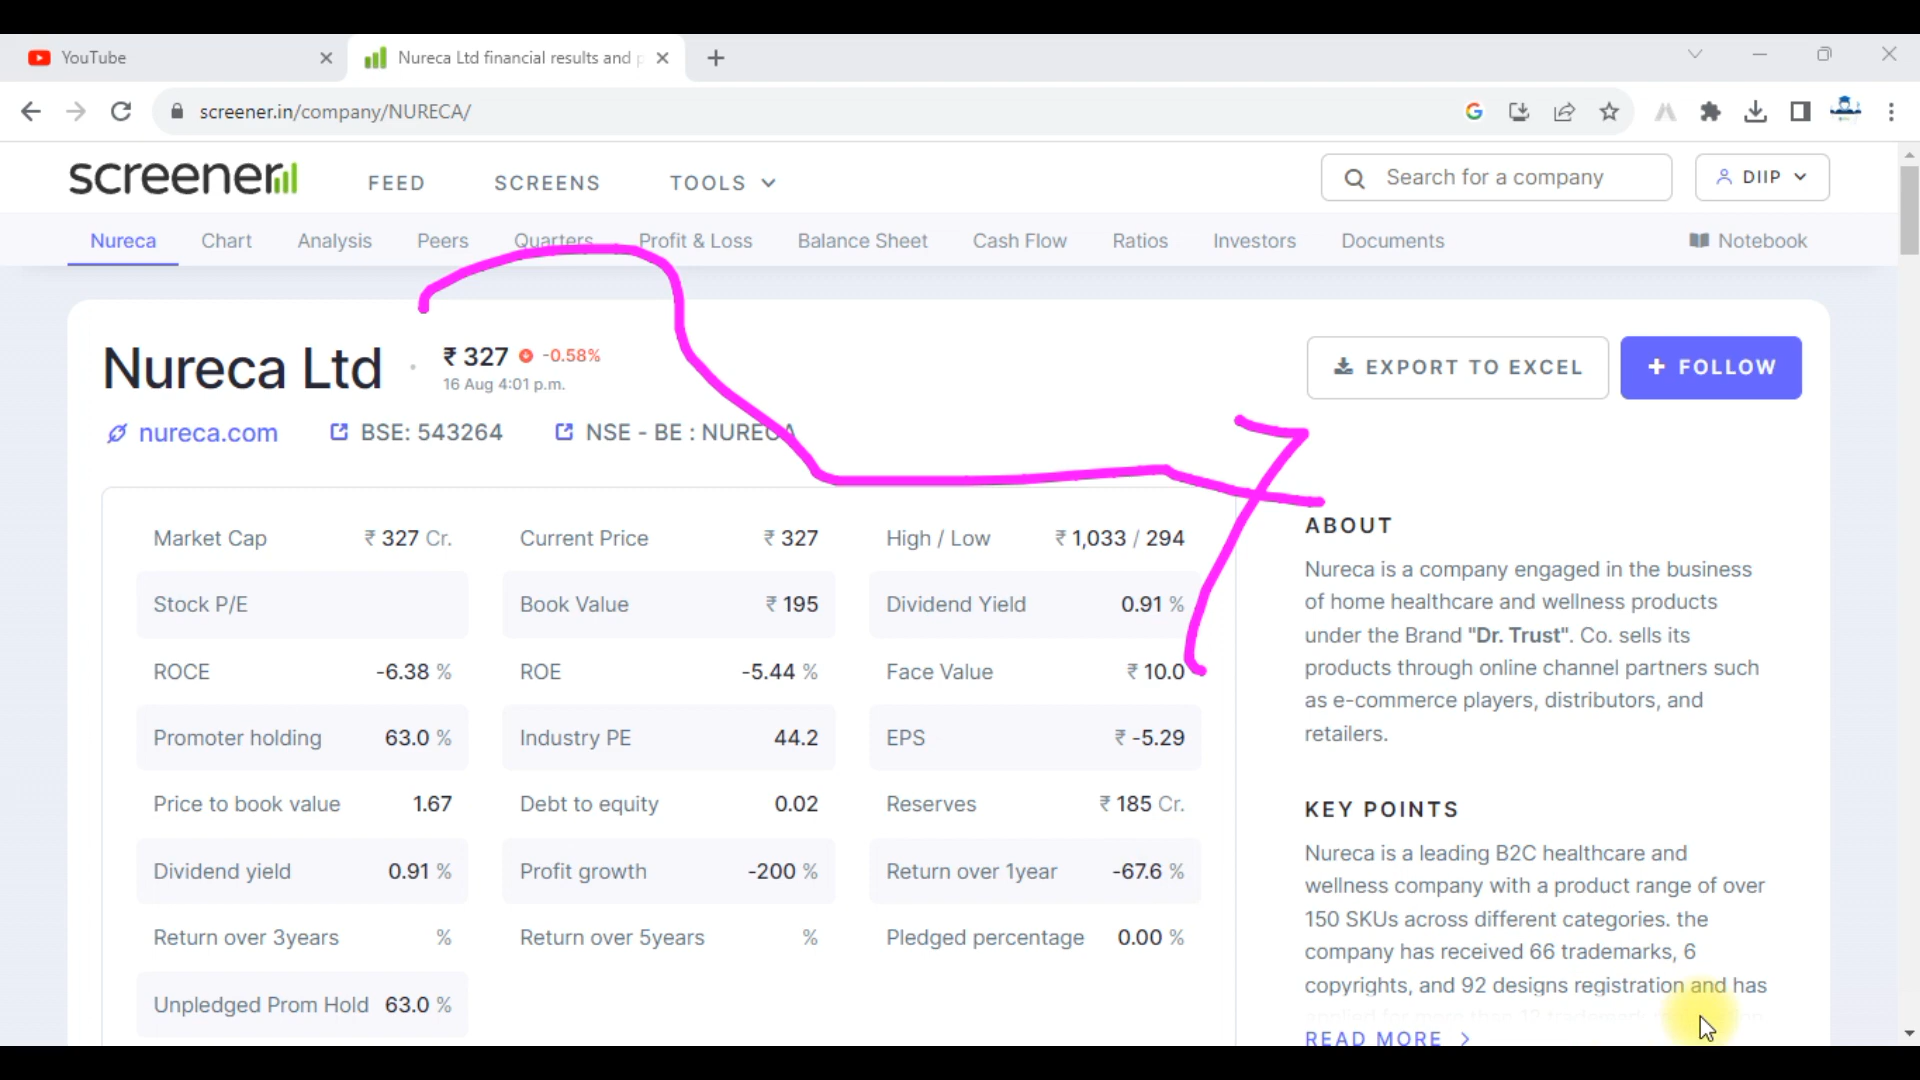 YouTube
Nureca Ltd financial results and p
screener.in/company/NURECA/
screener
FEED SCREENS TOOLS
Search for a company
DIIP
Nureca Chart Analysis Peers Quarters Profit & Loss Balance Sheet Cash Flow Ratios Investors Documents Notebook
Nureca Ltd
₹ 327 -0.58%
16 Aug 4:01 p.m.
EXPORT TO EXCEL
+ FOLLOW
nureca.com BSE: 543264 NSE - BE : NURECA
Market Cap ₹ 327 Cr. Current Price ₹ 327 High / Low ₹ 1,033 / 294
Stock P/E Book Value ₹ 195 Dividend Yield 0.91 %
ROCE -6.38 % ROE -5.44 % Face Value ₹ 10.0
Promoter holding 63.0 % Industry PE 44.2 EPS ₹ -5.29
Price to book value 1.67 Debt to equity 0.02 Reserves ₹ 185 Cr.
Dividend yield 0.91 % Profit growth -200 % Return over 1year -67.6 %
Return over 3years % Return over 5years % Pledged percentage 0.00 %
Unpledged Prom Hold 63.0 %
ABOUT
Nureca is a company engaged in the business
of home healthcare and wellness products
under the Brand "Dr. Trust". Co. sells its
products through online channel partners such
as e-commerce players, distributors, and
retailers.
KEY POINTS
Nureca is a leading B2C healthcare and
wellness company with a product range of over
150 SKUs across different categories. the
company has received 66 trademarks, 6
copyrights, and 92 designs registration and has
READ MORE